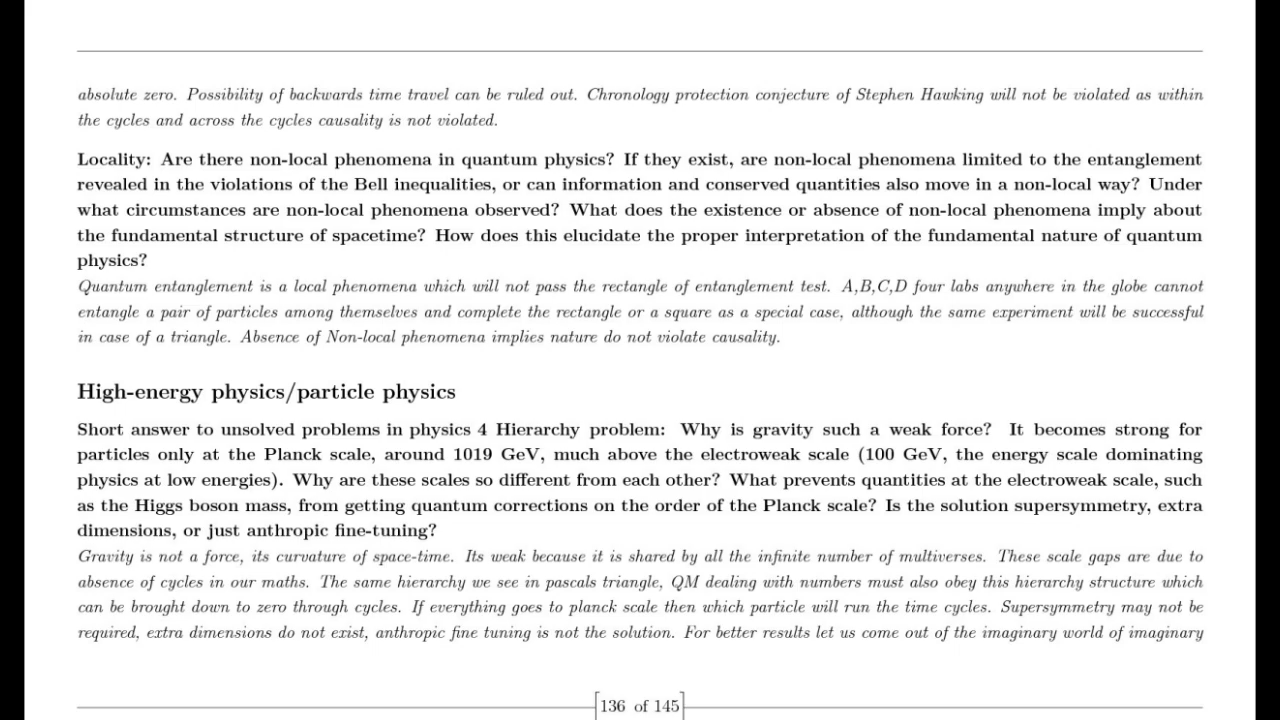 absolute zero. Possibility of backwards time travel can be ruled out. Chronology protection conjecture of Stephen Hawking will not be violated as within
the cycles and across the cycles causality is not violated.
Locality: Are there non-local phenomena in quantum physics? If they exist, are non-local phenomena limited to the entanglement
revealed in the violations of the Bell inequalities, or can information and conserved quantities also move in a non-local way? Under
what circumstances are non-local phenomena observed? What does the existence or absence of non-local phenomena imply about
the fundamental structure of spacetime? How does this elucidate the proper interpretation of the fundamental nature of quantum
physics?
Quantum entanglement is a local phenomena which will not pass the rectangle of entanglement test. A,B,C,D four labs anywhere in the globe cannot
entangle a pair of particles among themselves and complete the rectangle or a square as a special case, although the same experiment will be successful
in case of a triangle. Absence of Non-local phenomena implies nature do not violate causality.
High-energy physics/particle physics
Short answer to unsolved problems in physics 4 Hierarchy problem: Why is gravity such a weak force? It becomes strong for
particles only at the Planck scale, around 1019 GeV, much above the electroweak scale (100 GeV, the energy scale dominating
physics at low energies). Why are these scales so different from each other? What prevents quantities at the electroweak scale, such
as the Higgs boson mass, from getting quantum corrections on the order of the Planck scale? Is the solution supersymmetry, extra
dimensions, or just anthropic fine-tuning?
Gravity is not a force, its curvature of space-time. Its weak because it is shared by all the infinite number of multiverses. These scale gaps are due to
absence of cycles in our maths. The same hierarchy we see in pascals triangle, QM dealing with numbers must also obey this hierarchy structure which
can be brought down to zero through cycles. If everything goes to planck scale then which particle will run the time cycles. Supersymmetry may not be
required, extra dimensions do not exist, anthropic fine tuning is not the solution. For better results let us come out of the imaginary world of imaginary
136 of 145